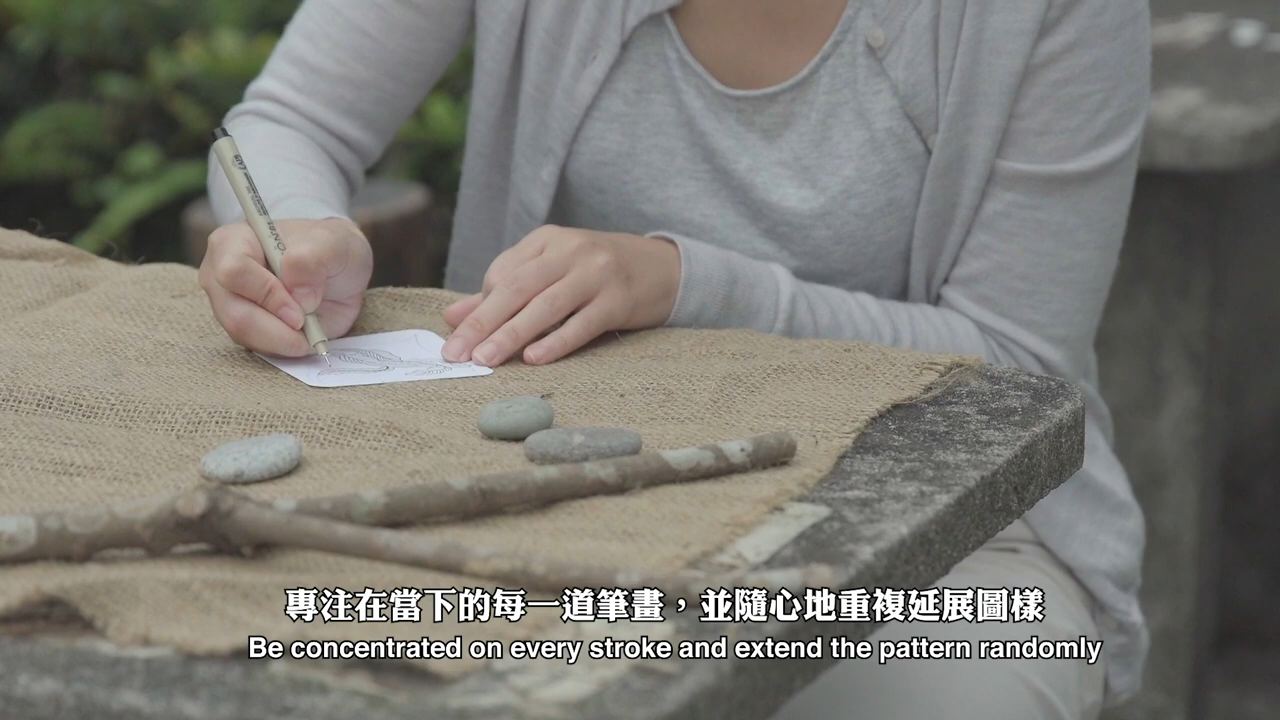 專注在當下的每一道筆畫，並隨心地重複延展圖樣
Be concentrated on every stroke and extend the pattern randomly